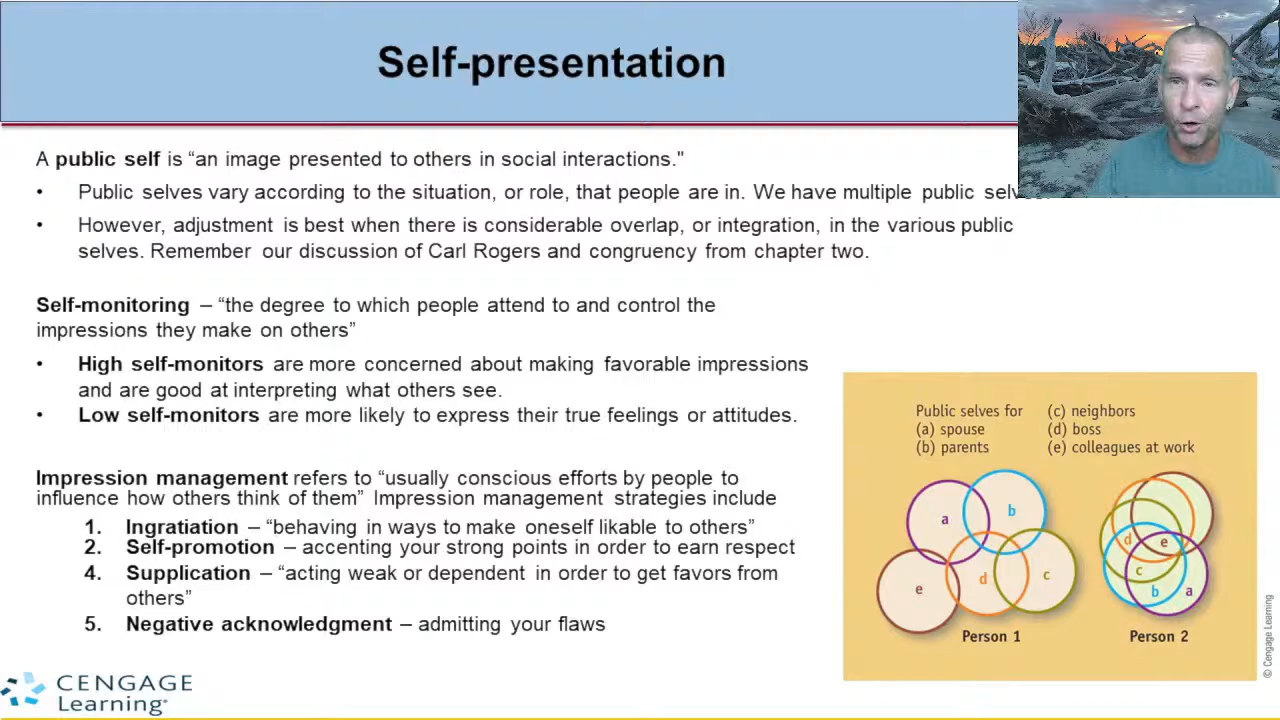 Self-presentation
A public self is “an image presented to others in social interactions."
• Public selves vary according to the situation, or role, that people are in. We have multiple public
• However, adjustment is best when there is considerable overlap, or integration, in the various public
selves. Remember our discussion of Carl Rogers and congruency from chapter two.
Self-monitoring – “the degree to which people attend to and control the
impressions they make on others”
• High self-monitors are more concerned about making favorable impressions
and are good at interpreting what others see.
• Low self-monitors are more likely to express their true feelings or attitudes.
Impression management refers to “usually conscious efforts by people to
influence how others think of them” Impression management strategies include
1. Ingratiation – “behaving in ways to make oneself likable to others”
2. Self-promotion – accenting your strong points in order to earn respect
4. Supplication – “acting weak or dependent in order to get favors from
others”
5. Negative acknowledgment – admitting your flaws
Public selves for
(a) spouse
(b) parents
(c) neighbors
(d) boss
(e) colleagues at work
a
b
e
d
c
Person 1
d
e
c
b
a
Person 2
© Cengage Learning
CENGAGE
Learning®